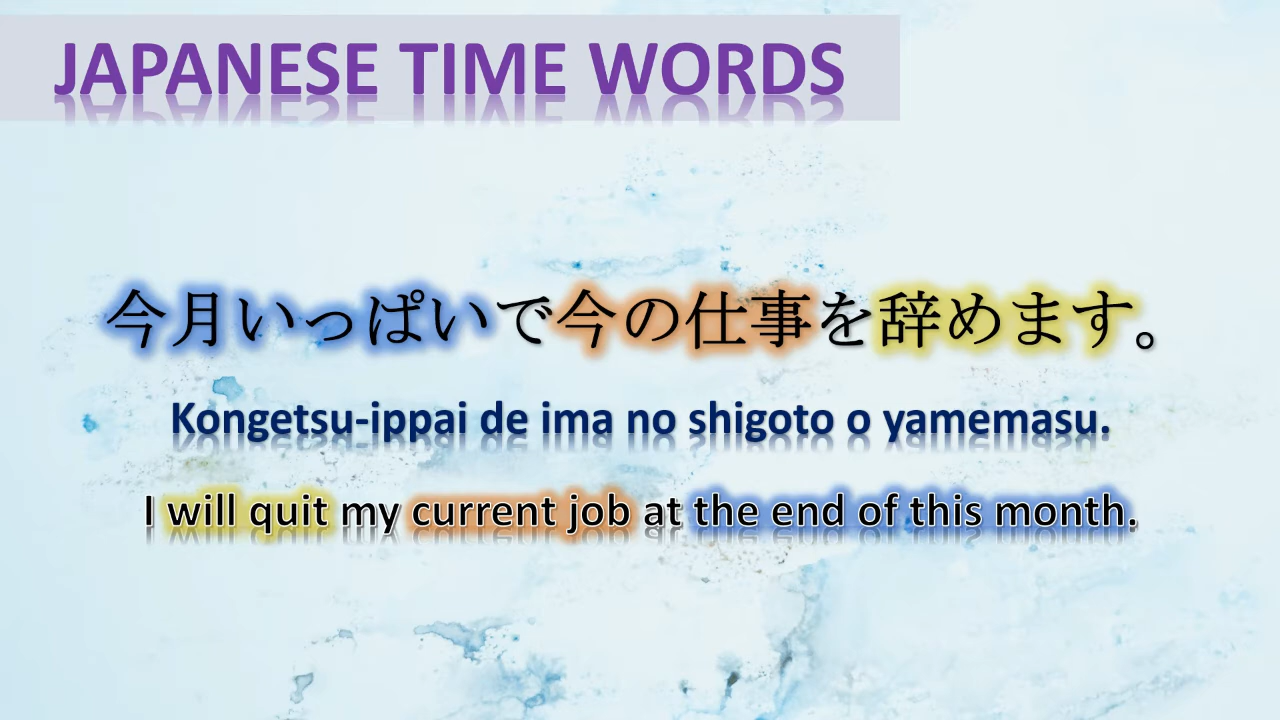 JAPANESE TIME WORDS
今月いっぱいで今の仕事を辞めます。
Kongetsu-ippai de ima no shigoto o yamemasu.
I will quit my current job at the end of this month.